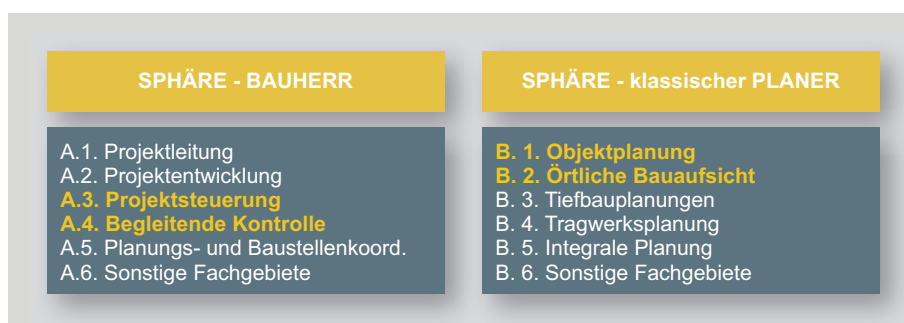 SPHÄRE - BAUHERR
A.1. Projektleitung
A.2. Projektentwicklung
A.3. Projektsteuerung
A.4. Begleitende Kontrolle
A.5. Planungs- und Baustellenkoord.
A.6. Sonstige Fachgebiete
SPHÄRE - klassischer PLANER
B. 1. Objektplanung
B. 2. Örtliche Bauaufsicht
B. 3. Tiefbauplanungen
B. 4. Tragwerksplanung
B. 5. Integrale Planung
B. 6. Sonstige Fachgebiete